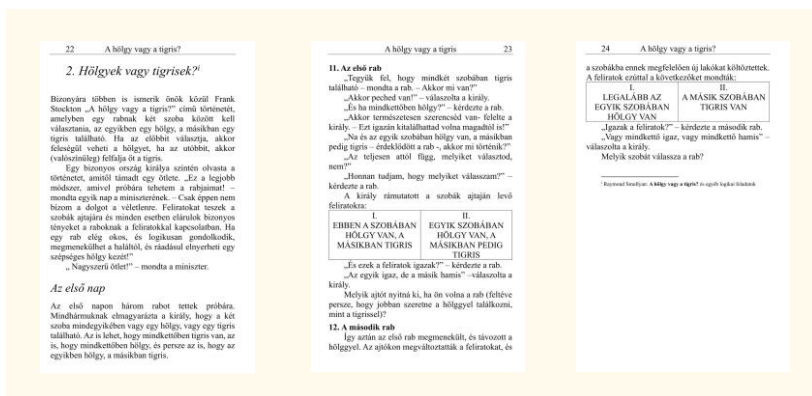 22 A hölgy vagy a tigris?
2. Hölgyek vagy tigrisek?i
Bizonyára többen is ismerik önök közül Frank
Stockton „A hölgy vagy a tigris?” című történetét,
amelyben egy rabnak két szoba között kell
választania, az egyikben egy hölgy, a másikban egy
tigris található. Ha az előbbit választja, akkor
feleségül veheti a hölgyet, ha az utóbbit, akkor
(valószínűleg) felfalja őt a tigris.
Egy bizonyos ország királya szintén olvasta a
történetet, amitől támadt egy ötlete. „Ez a legjobb
módszer, amivel próbára tehetem a rabjaimat! –
mondta egyik nap a miniszterének. – Csak éppen nem
bízom a dolgot a véletlenre. Feliratokat teszek a
szobák ajtajára és minden esetben elárulok bizonyos
tényeket a raboknak a feliratokkal kapcsolatban. Ha
egy rab elég okos, és logikusan gondolkodik,
megmenekülhet a haláltól, és ráadásul elnyerheti egy
szépséges hölgy kezét!”
„ Nagyszerű ötlet!” – mondta a miniszter.
Az első nap
Az első napon három rabot tettek próbára.
Mindhármuknak elmagyarázta a király, hogy a két
szoba mindegyikében vagy egy hölgy, vagy egy tigris
található. Az is lehet, hogy mindkettőben tigris van, az
is, hogy mindkettőben hölgy, és persze az is, hogy az
egyikben hölgy, a másikban tigris.
A hölgy vagy a tigris 23
11. Az első rab
„Tegyük fel, hogy mindkét szobában tigris
található – mondta a rab. – Akkor mi van?”
„Akkor peched van!” – válaszolta a király.
„És ha mindkettőben hölgy?” – kérdezte a rab.
„Akkor természetesen szerencséd van- felelte a
király. – Ezt igazán kitalálhattad volna magadtól is!”
„Na és az egyik szobában hölgy van, a másikban
pedig tigris – érdeklődött a rab -, akkor mi történik?”
„Az teljesen attól függ, melyiket választod,
nem?”
„Honnan tudjam, hogy melyiket válasszam?” –
kérdezte a rab.
A király rámutatott a szobák ajtaján levő
feliratokra:
I.
EBBEN A SZOBÁBAN
HÖLGY VAN, A
MÁSIKBAN TIGRIS
II.
EGYIK SZOBÁBAN
HÖLGY VAN, A
MÁSIKBAN PEDIG
TIGRIS
„És ezek a feliratok igazak?” – kérdezte a rab.
„Az egyik igaz, de a másik hamis” –válaszolta a
király.
Melyik ajtót nyitná ki, ha ön volna a rab (feltéve
persze, hogy jobban szeretne a hölggyel találkozni,
mint a tigrissel)?
12. A második rab
Így aztán az első rab megmenekült, és távozott a
hölggyel. Az ajtókon megváltoztatták a feliratokat, és
24 A hölgy vagy a tigris?
a szobákba ennek megfelelően új lakókat költöztettek.
A feliratok ezúttal a következőket mondták:
I.
LEGALÁBB AZ
EGYIK SZOBÁBAN
HÖLGY VAN
II.
A MÁSIK SZOBÁBAN
TIGRIS VAN
„Igazak a feliratok?” – kérdezte a második rab.
„Vagy mindkettő igaz, vagy mindkettő hamis” –
válaszolta a király.
Melyik szobát válassza a rab?
i Raymond Smullyan: A hölgy vagy a tigris? és egyéb logikai feladatok